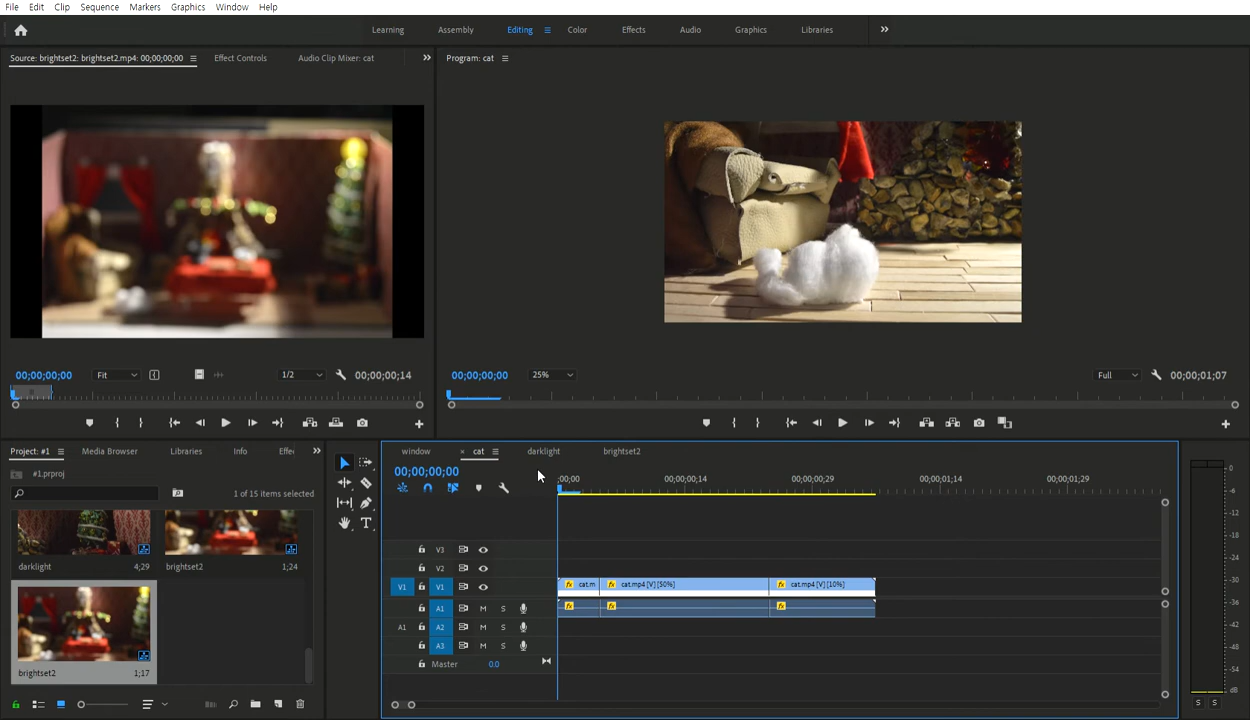 File Edit Clip Sequence Markers Graphics Window Help
Learning Assembly Editing Color Effects Audio Graphics Libraries
Source: brightset2: brightset2.mp4: 00;00;00;00 Effect Controls Audio Clip Mixer: cat
Program: cat
00;00;00;00 Fit 1/2 00;00;00;14
00;00;00;00 25% Full 00;00;01;07
Project: #1 Media Browser Libraries Info Effe
#1.prproj
1 of 15 items selected
darklight 4;29 brightset2 1;24
brightset2 1;17
window × cat darklight brightset2
00;00;00;00
;00;00 00;00;00;14 00;00;00;29 00;00;01;14 00;00;01;29
V3
V2
V1 V1 cat.m cat.mp4 [V] [50%] cat.mp4 [V] [10%]
A1 M S
A1 A2 M S
A3 M S
Master 0.0
0
-6
-12
-18
-24
-30
-36
-42
-48
-54
dB
S S